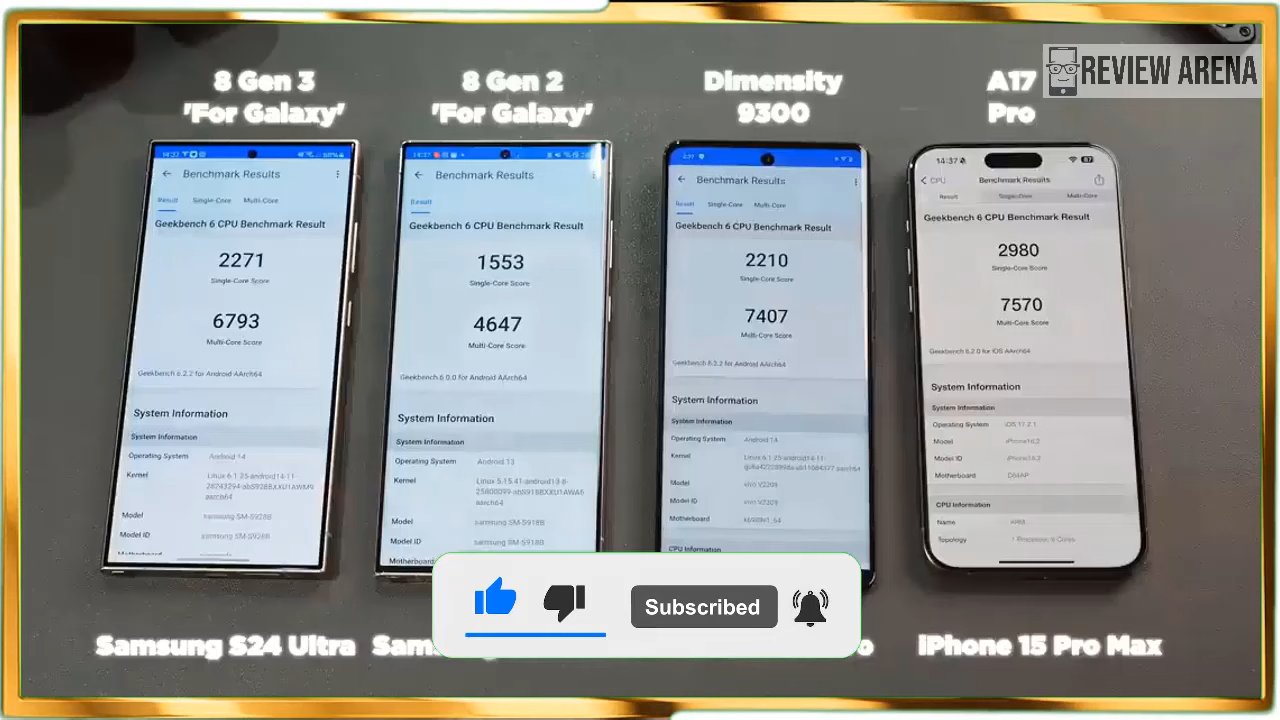 REVIEW ARENA
8 Gen 3
'For Galaxy'
8 Gen 2
'For Galaxy'
Dimensity
9300
A17
Pro
14:37
Benchmark Results
Result Single-Core Multi-Core
Geekbench 6 CPU Benchmark Result
2271
Single-Core Score
6793
Multi-Core Score
Geekbench 6.2.2 for Android AArch64
System Information
System Information
Operating System Android 14
Kernel
Model samsung SM-S928B
Model ID samsung SM-S928B
14:37
Benchmark Results
Result
Geekbench 6 CPU Benchmark Result
1553
Single-Core Score
4647
Multi-Core Score
Geekbench 6.0.0 for Android AArch64
System Information
System Information
Operating System Android 13
Kernel
Model samsung SM-S918B
Model ID samsung SM-S918B
Motherboard
Benchmark Results
Result Single-Core Multi-Core
Geekbench 6 CPU Benchmark Result
2210
Single-Core Score
7407
Multi-Core Score
Geekbench 6.2.2 for Android AArch64
System Information
System Information
Operating System Android 14
Kernel
Model
Model ID
Motherboard
CPU Information
14:37 87
CPU Benchmark Results
Result Single-Core Multi-Core
Geekbench 6 CPU Benchmark Result
2980
Single-Core Score
7570
Multi-Core Score
Geekbench 6.2.0 for iOS AArch64
System Information
System Information
Operating System iOS 17.2.1
Model iPhone16,2
Model ID iPhone16,2
Motherboard
CPU Information
Name
Topology 1 Processor, 6 Cores
Subscribed
Samsung S24 Ultra
Sam
o
iPhone 15 Pro Max